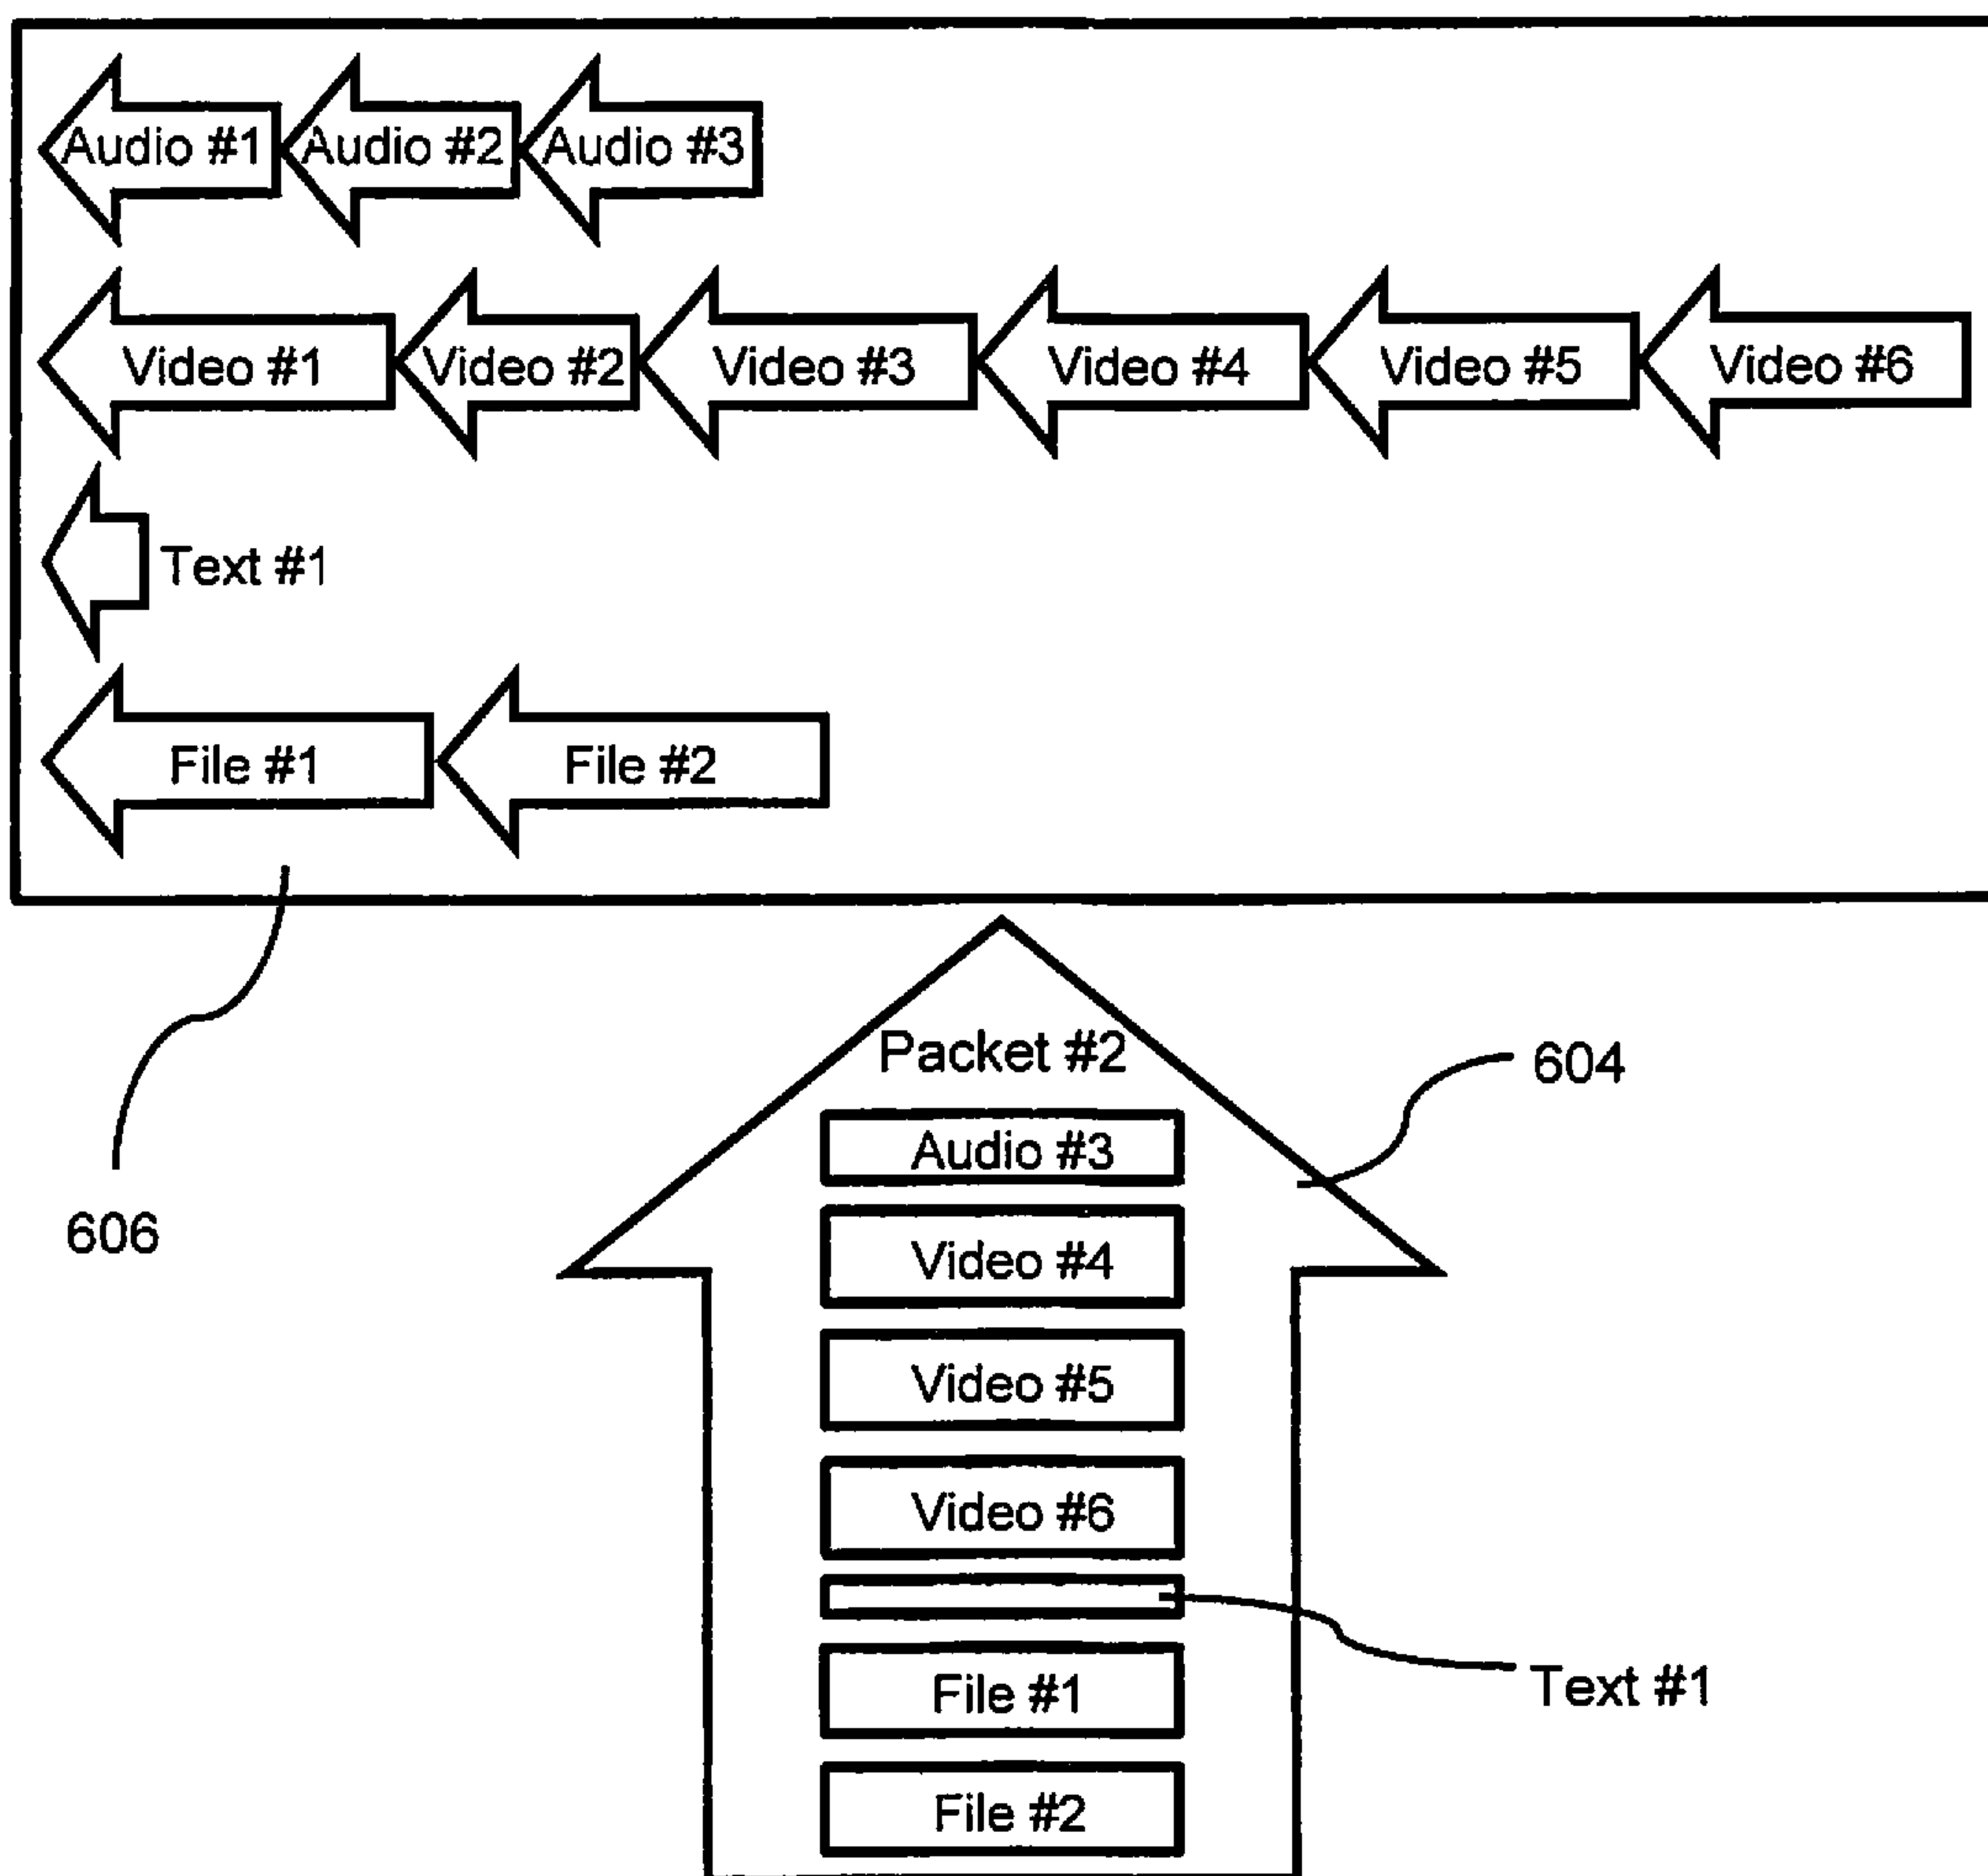 Audio #1 Audio #2 Audio #3
Video #1 Video #2 Video #3 Video #4 Video #5 Video #6
Text #1
File #1 File #2
Packet #2
604
Audio #3
606
Video #4
Video #5
Video #6
File #1
Text #1
File #2